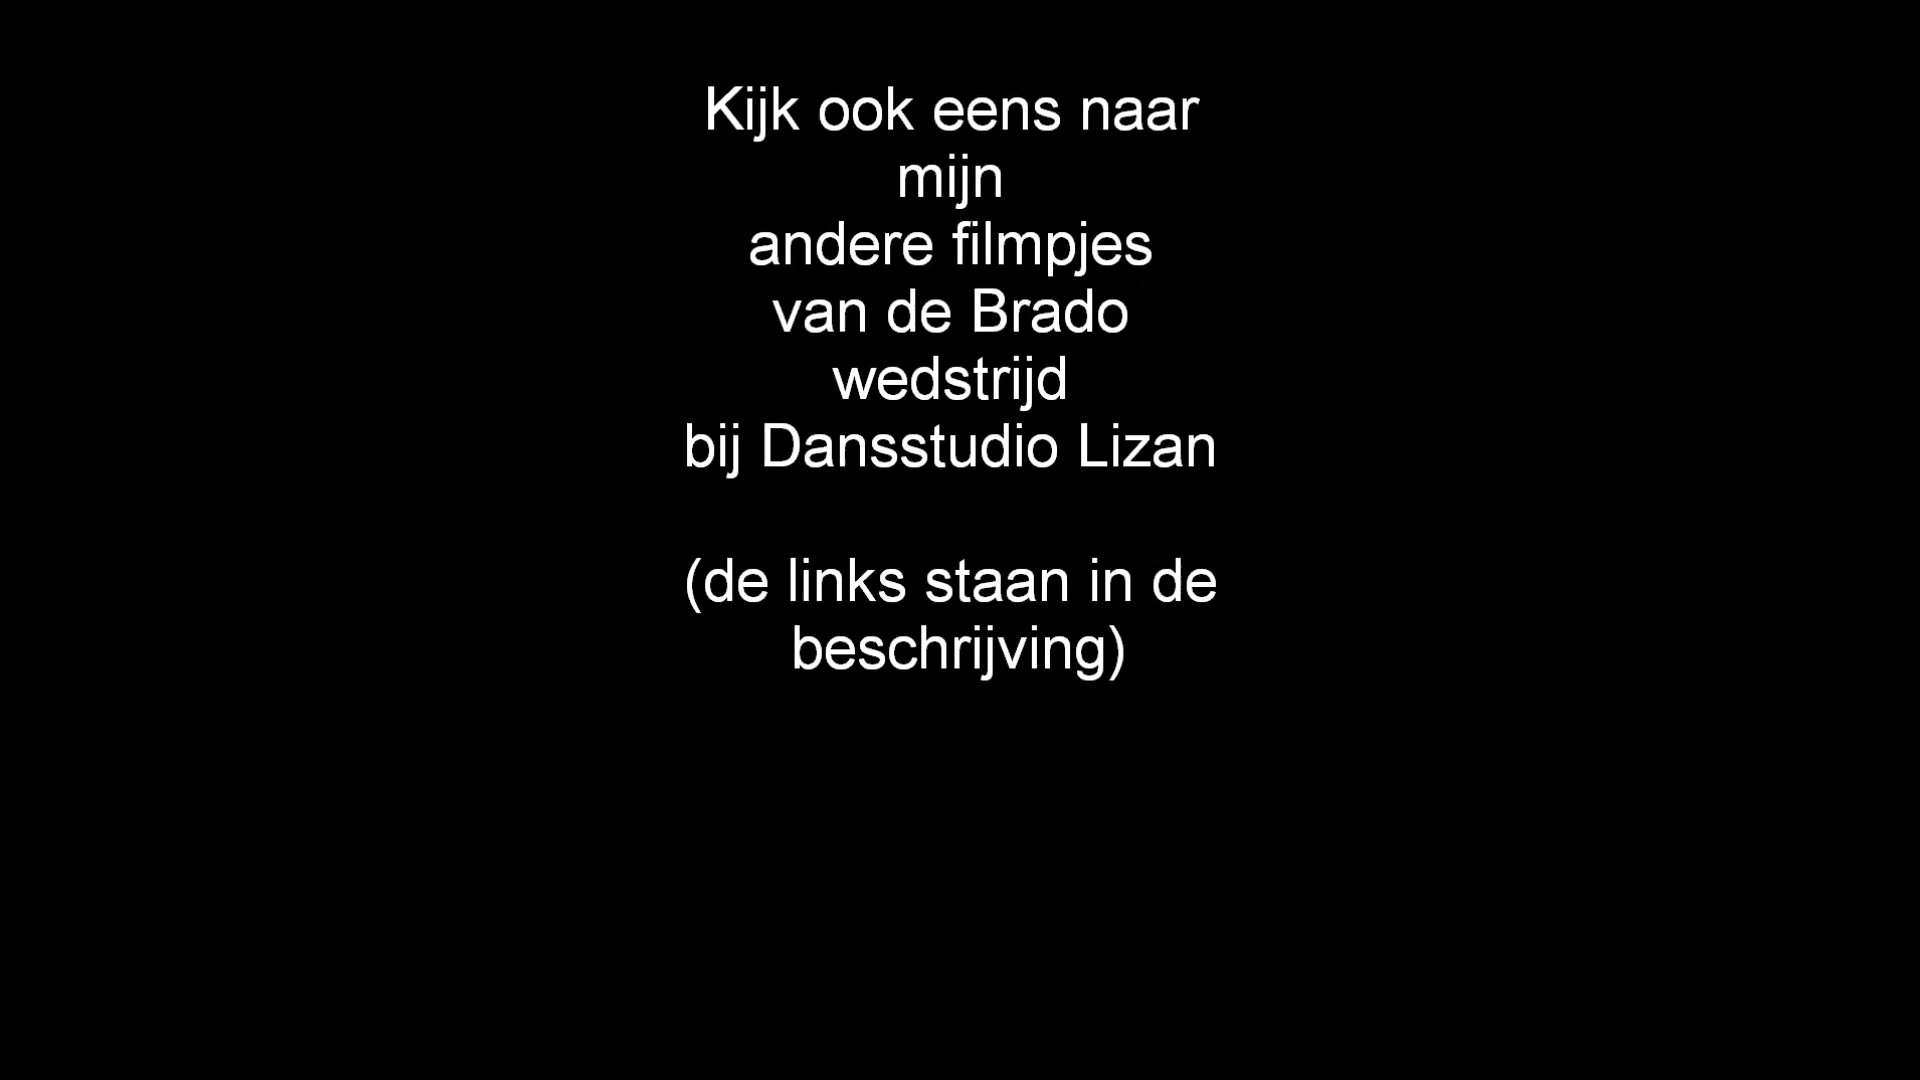 Kijk ook eens naar
mijn
andere filmpjes
van de Brado
wedstrijd
bij Dansstudio Lizan
(de links staan in de
beschrijving)